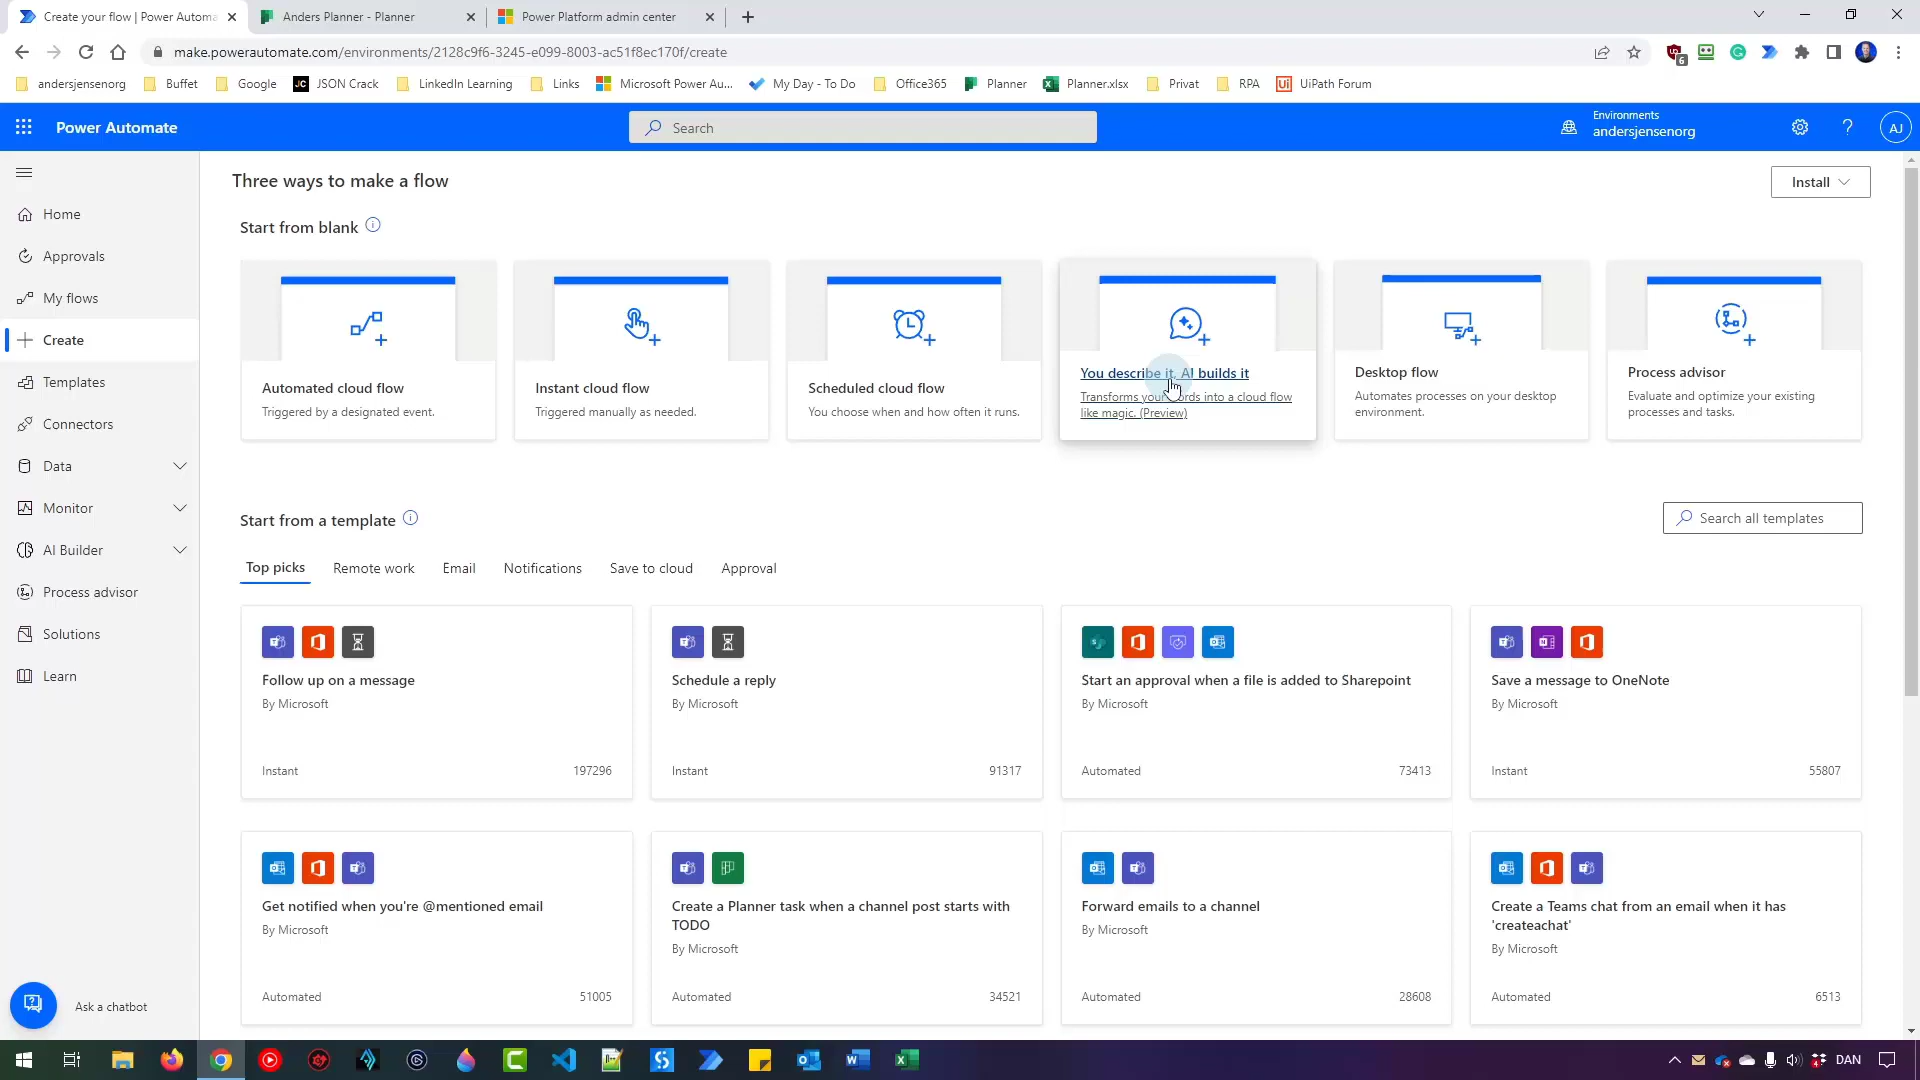 Create your flow | Power Automa
Anders Planner - Planner
Power Platform admin center
make.powerautomate.com/environments/2128c9f6-3245-e099-8003-ac51f8ec170f/create
6
andersjensenorg
Buffet
Google
JC
JSON Crack
LinkedIn Learning
Links
Microsoft Power Au...
My Day - To Do
Office365
Planner
Planner.xlsx
Privat
RPA
Ui
UiPath Forum
Power Automate
Search
Environments
andersjensenorg
?
AJ
Home
Approvals
My flows
Create
Templates
Connectors
Data
Monitor
AI Builder
Process advisor
Solutions
Learn
Ask a chatbot
Three ways to make a flow
Install
Start from blank
Automated cloud flow
Triggered by a designated event.
Instant cloud flow
Triggered manually as needed.
Scheduled cloud flow
You choose when and how often it runs.
You describe it, AI builds it
Transforms your words into a cloud flow
like magic. (Preview)
Desktop flow
Automates processes on your desktop
environment.
Process advisor
Evaluate and optimize your existing
processes and tasks.
Start from a template
Search all templates
Top picks
Remote work
Email
Notifications
Save to cloud
Approval
Follow up on a message
By Microsoft
Instant
197296
Schedule a reply
By Microsoft
Instant
91317
Start an approval when a file is added to Sharepoint
By Microsoft
Automated
73413
Save a message to OneNote
By Microsoft
Instant
55807
Get notified when you're @mentioned email
By Microsoft
Automated
51005
Create a Planner task when a channel post starts with
TODO
By Microsoft
Automated
34521
Forward emails to a channel
By Microsoft
Automated
28608
Create a Teams chat from an email when it has
'createachat'
By Microsoft
Automated
6513
DAN